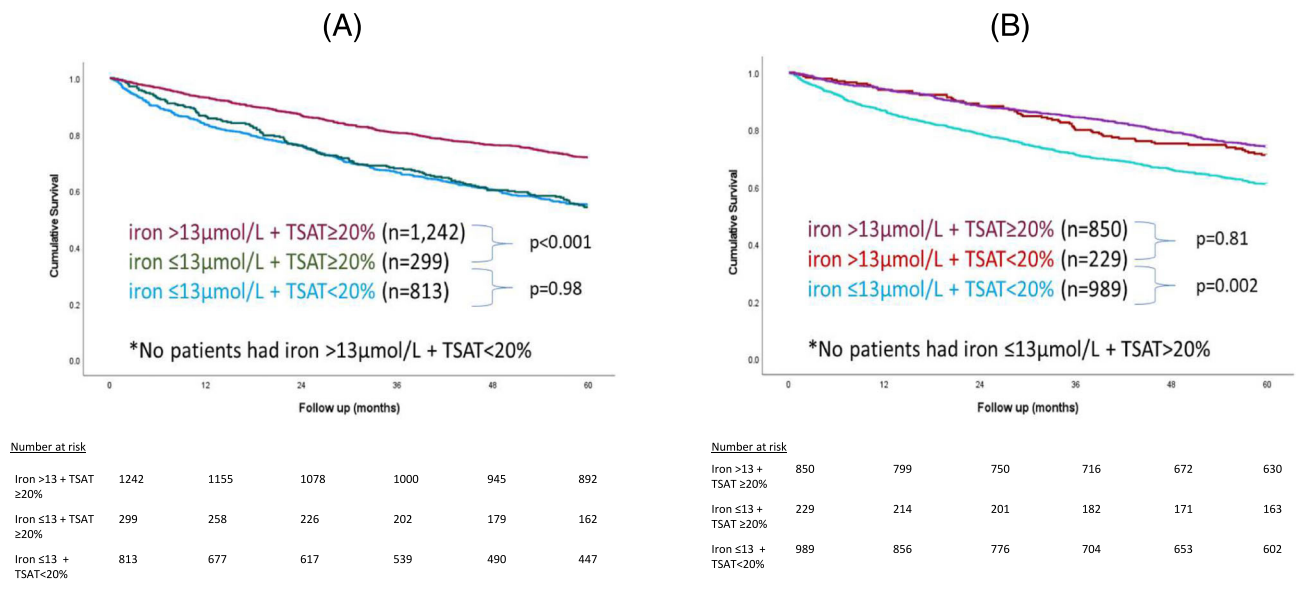 (A)
1.0
0.8
0.6
0.4
0.2
0.0
Cumulative Survival
iron >13µmol/L + TSAT≥20% (n=1,242)
iron ≤13µmol/L + TSAT≥20% (n=299)
iron ≤13µmol/L + TSAT<20% (n=813)
p<0.001
p=0.98
*No patients had iron >13µmol/L + TSAT<20%
0 12 24 36 48 60
Follow up (months)
Number at risk
Iron >13 + TSAT 1242 1155 1078 1000 945 892
≥20%
Iron ≤13 + TSAT 299 258 226 202 179 162
≥20%
Iron ≤13 + 813 677 617 539 490 447
TSAT<20%
(B)
1.0
0.8
0.6
0.4
0.2
0.0
Cumulative Survival
iron >13µmol/L + TSAT≥20% (n=850)
iron >13µmol/L + TSAT<20% (n=229)
iron ≤13µmol/L + TSAT<20% (n=989)
p=0.81
p=0.002
*No patients had iron ≤13µmol/L + TSAT>20%
0 12 24 36 48 60
Follow up (months)
Number at risk
Iron >13 + 850 799 750 716 672 630
TSAT ≥20%
Iron ≤13 + 229 214 201 182 171 163
TSAT ≥20%
Iron ≤13 + 989 856 776 704 653 602
TSAT<20%